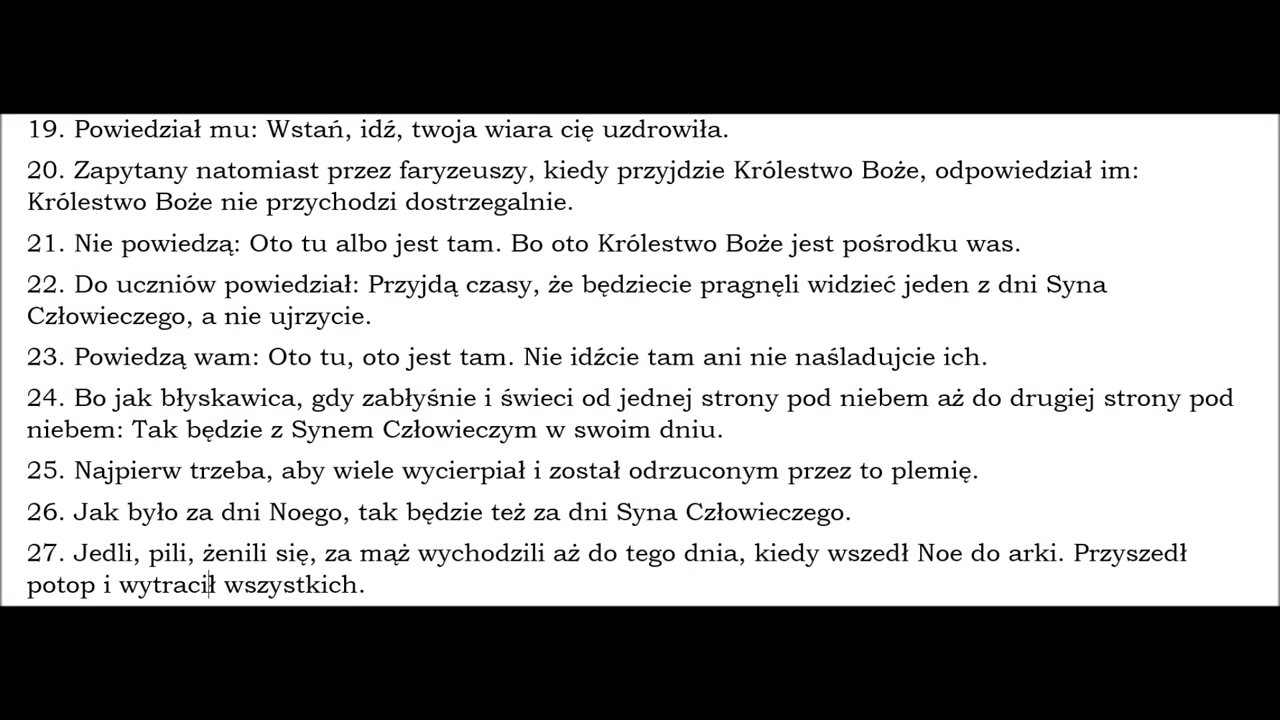 19. Powiedział mu: Wstań, idź, twoja wiara cię uzdrowiła.
20. Zapytany natomiast przez faryzeuszy, kiedy przyjdzie Królestwo Boże, odpowiedział im:
Królestwo Boże nie przychodzi dostrzegalnie.
21. Nie powiedzą: Oto tu albo jest tam. Bo oto Królestwo Boże jest pośrodku was.
22. Do uczniów powiedział: Przyjdą czasy, że będziecie pragnęli widzieć jeden z dni Syna
Człowieczego, a nie ujrzycie.
23. Powiedzą wam: Oto tu, oto jest tam. Nie idźcie tam ani nie naśladujcie ich.
24. Bo jak błyskawica, gdy zabłyśnie i świeci od jednej strony pod niebem aż do drugiej strony pod
niebem: Tak będzie z Synem Człowieczym w swoim dniu.
25. Najpierw trzeba, aby wiele wycierpiał i został odrzuconym przez to plemię.
26. Jak było za dni Noego, tak będzie też za dni Syna Człowieczego.
27. Jedli, pili, żenili się, za mąż wychodzili aż do tego dnia, kiedy wszedł Noe do arki. Przyszedł
potop i wytracił wszystkich.